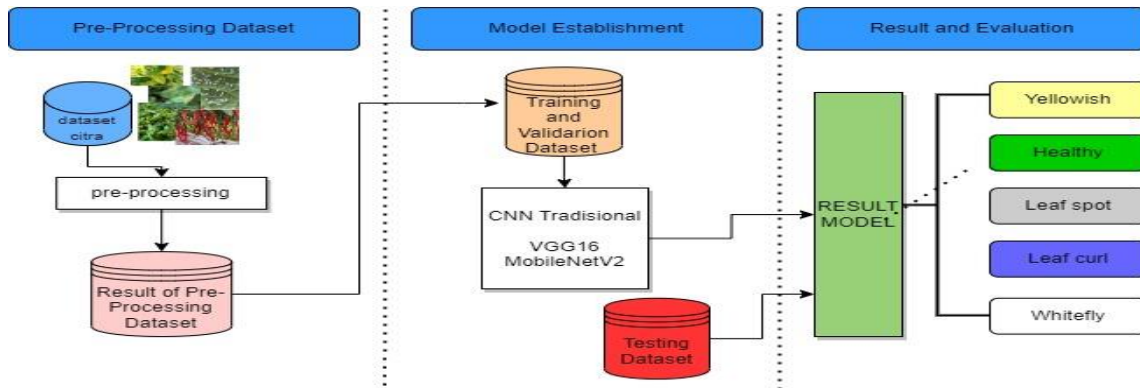 Pre-Processing Dataset
dataset
citra
pre-processing
Result of Pre-
Processing
Dataset
Model Establishment
Training
and
Validarion
Dataset
CNN Tradisional
VGG16
MobileNetV2
Testing
Dataset
Result and Evaluation
RESULT
MODEL
Yellowish
Healthy
Leaf spot
Leaf curl
Whitefly